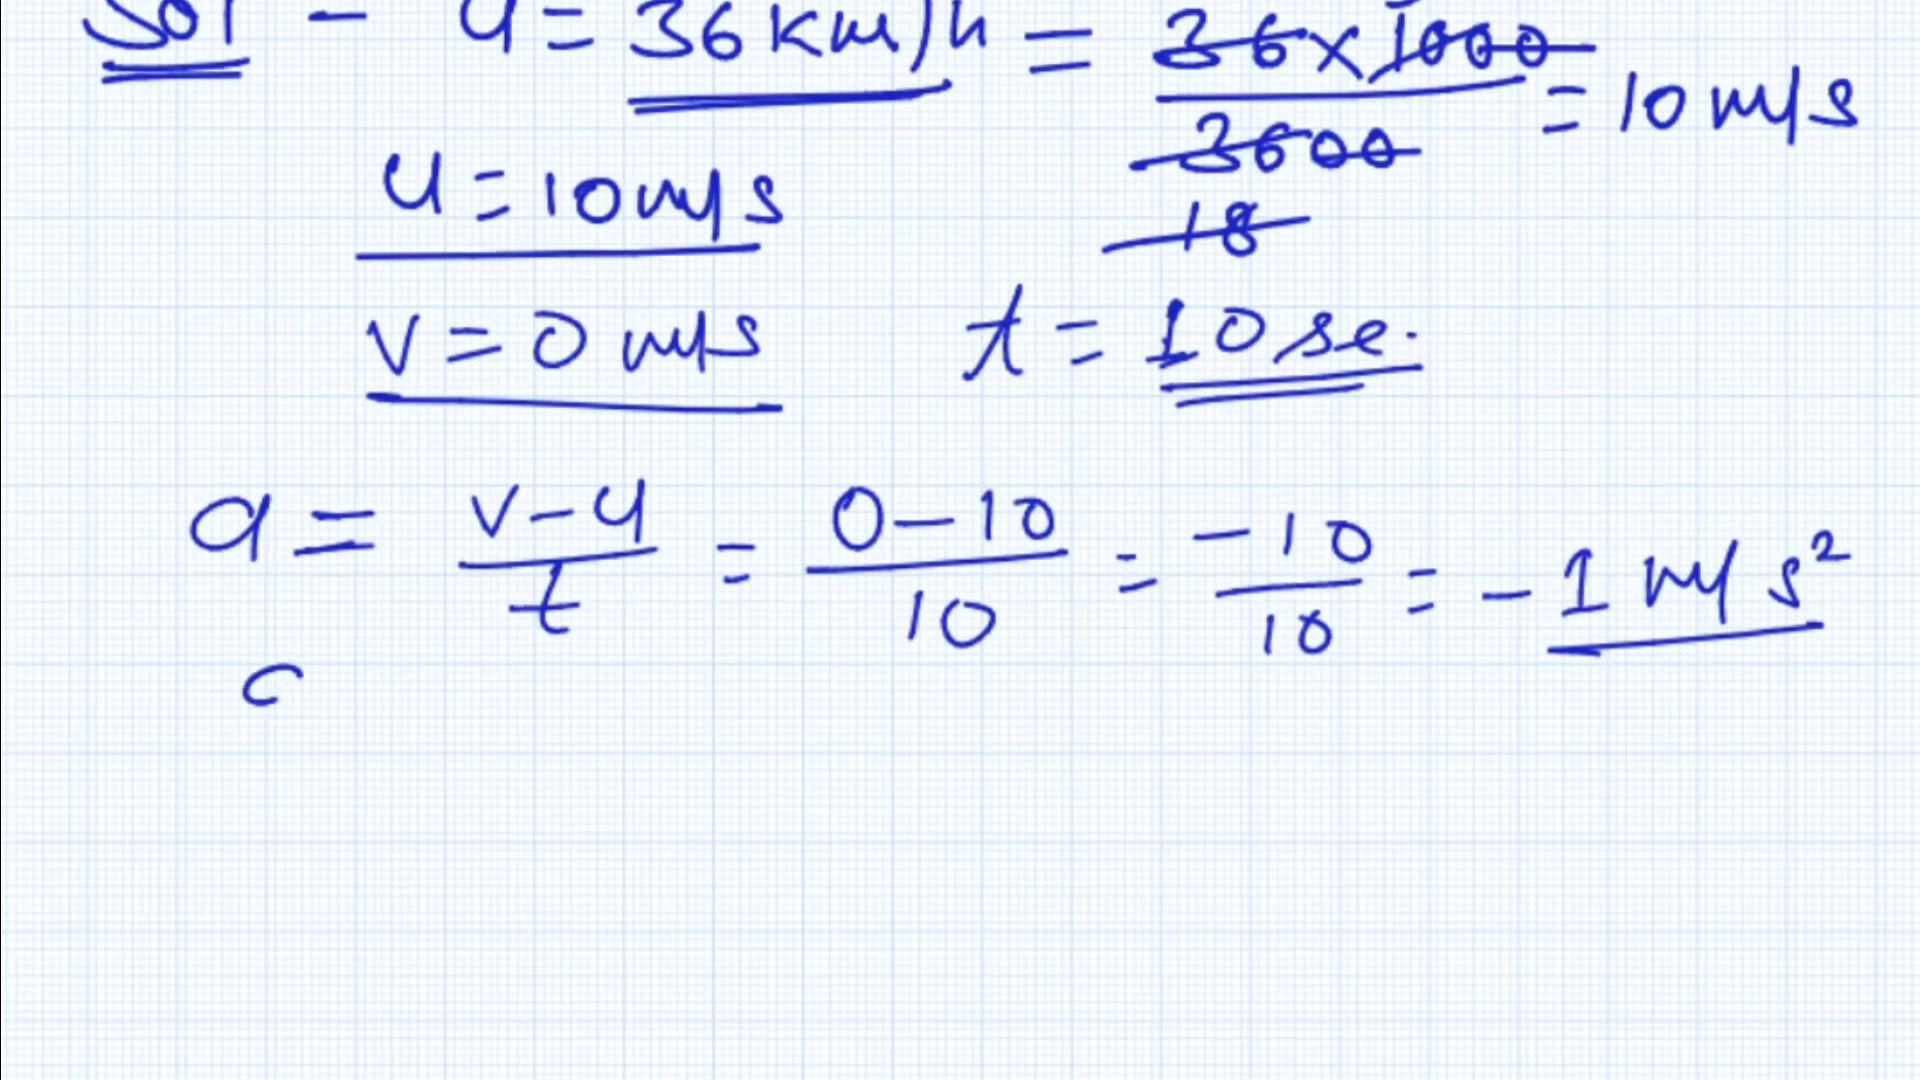 Sol - u = 36 km/h = 36 x 1000 / 3600 = 10 m/s
18
u = 10 m/s
v = 0 m/s t = 10 se.
a = v - u / t = 0 - 10 / 10 = - 10 / 10 = - 1 m/s²
c